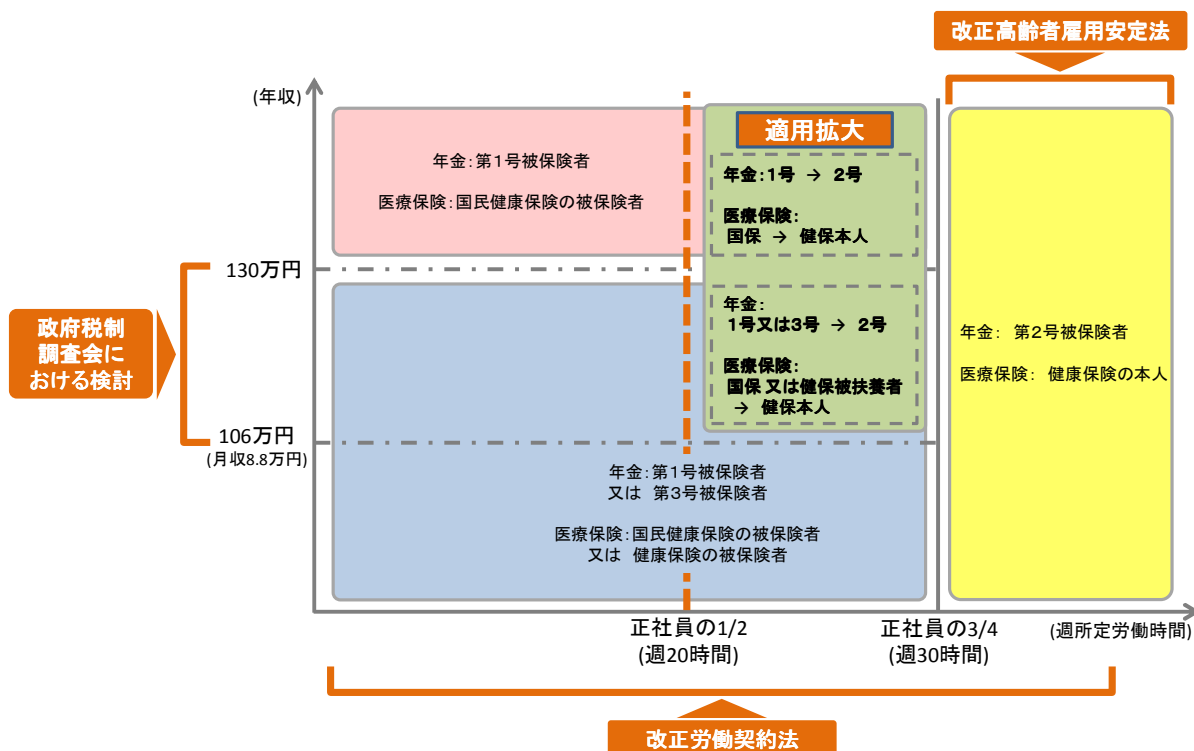 改正高齢者雇用安定法
(年収)
適用拡大
年金:第1号被保険者
医療保険:国民健康保険の被保険者
年金:1号 → 2号
医療保険:
国保 → 健保本人
130万円
政府税制
調査会に
おける検討
年金:
1号又は3号 → 2号
医療保険:
国保 又は健保被扶養者
→ 健保本人
年金: 第2号被保険者
医療保険: 健康保険の本人
106万円
(月収8.8万円)
年金:第1号被保険者
又は 第3号被保険者
医療保険:国民健康保険の被保険者
又は 健康保険の被保険者
正社員の1/2
(週20時間)
正社員の3/4
(週30時間)
(週所定労働時間)
改正労働契約法